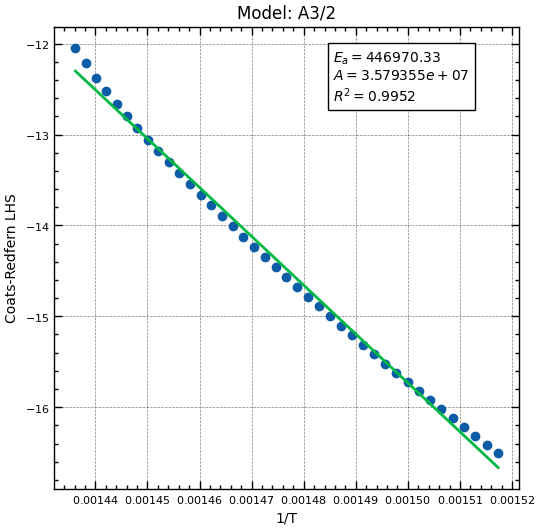 Model: A3/2
E_a = 446970.33
A = 3.579355e + 07
R^2 = 0.9952
−12
−13
−14
−15
−16
Coats-Redfern LHS
0.00144 0.00145 0.00146 0.00147 0.00148 0.00149 0.00150 0.00151 0.00152
1/T